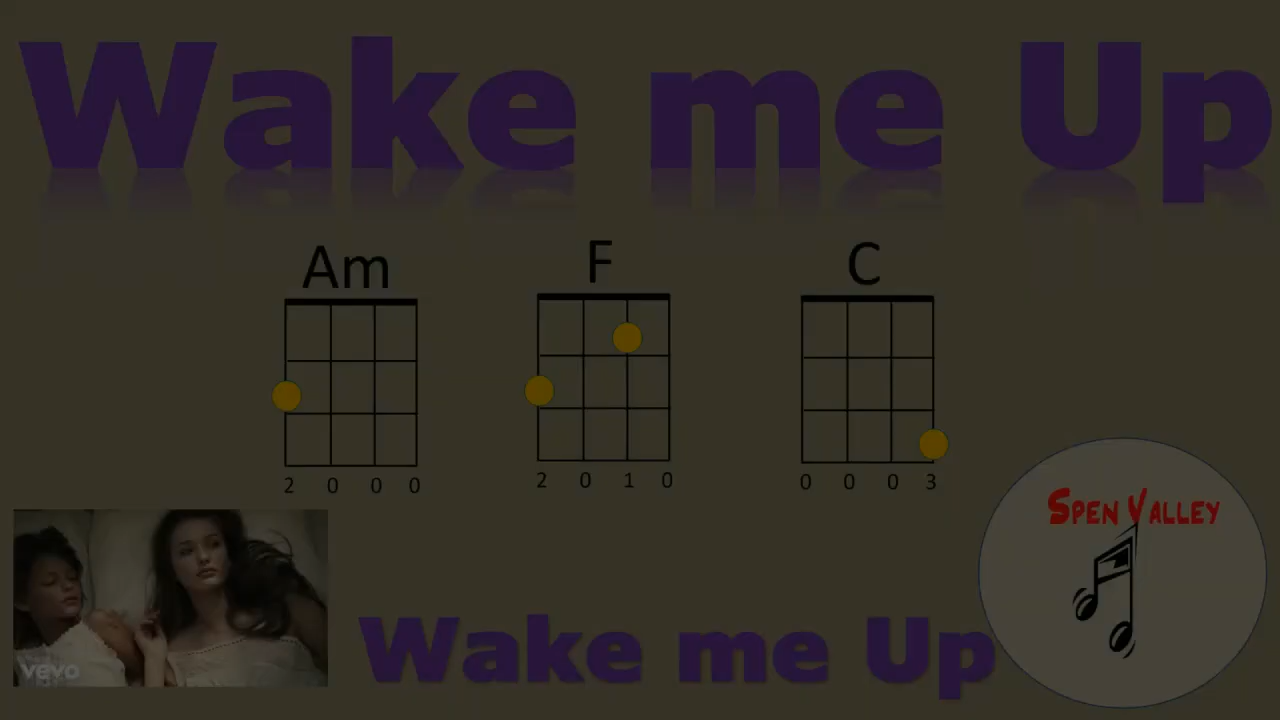 Wake me Up
Am F C
2 0 0 0
2 0 1 0
0 0 0 3
SPEN VALLEY
vevo
Wake me Up